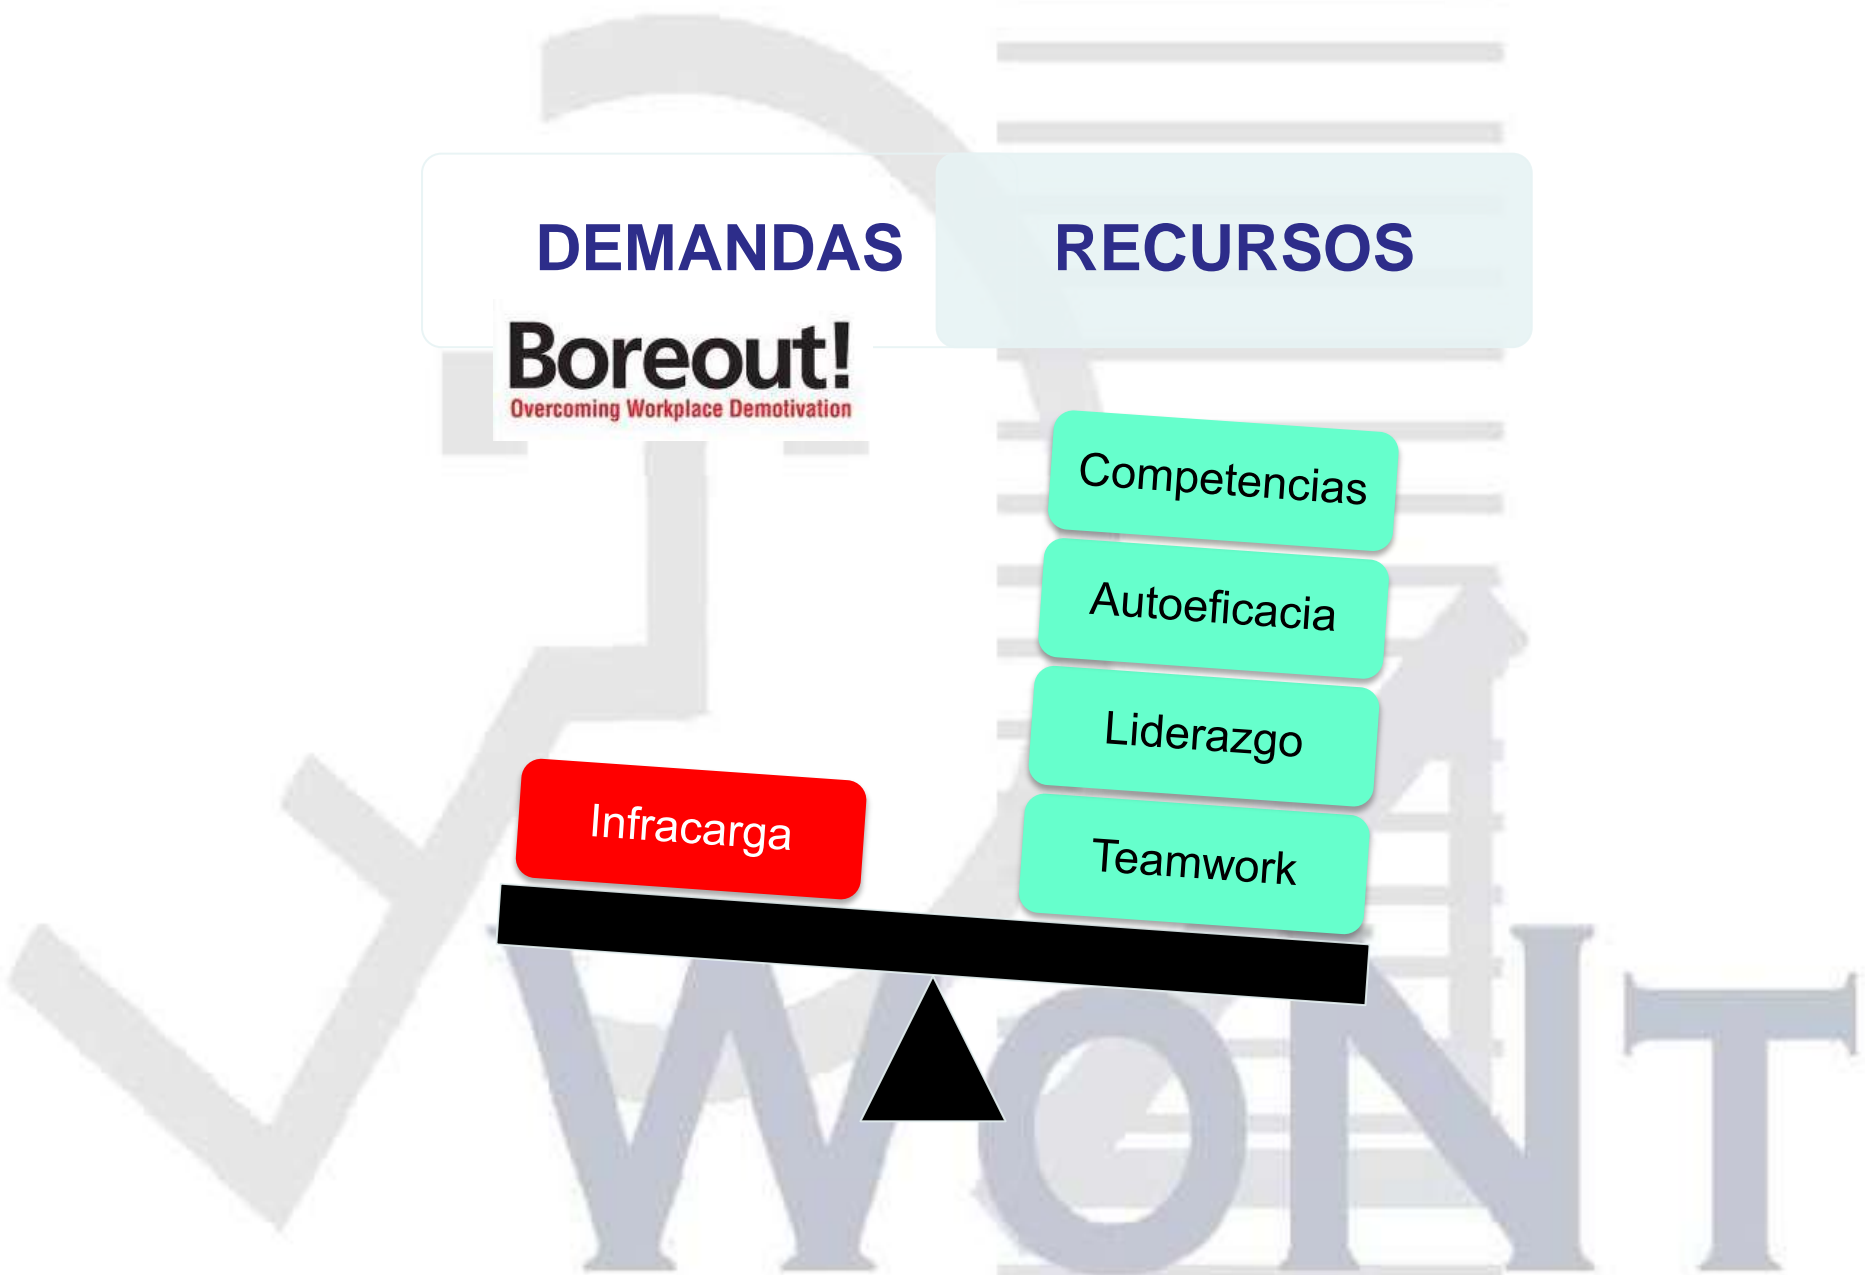 DEMANDAS
RECURSOS
Boreout!
Overcoming Workplace Demotivation
Competencias
Autoeficacia
Liderazgo
Infracarga
Teamwork
WONT